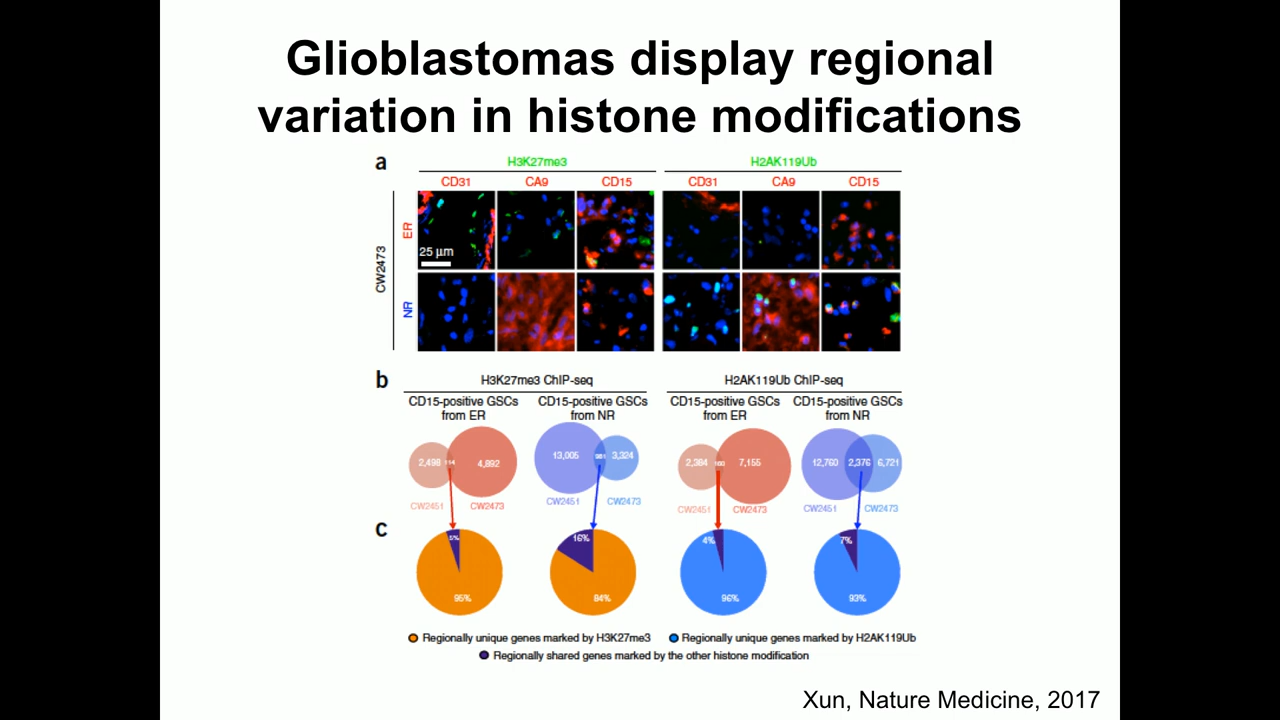 Glioblastomas display regional
variation in histone modifications
a
H3K27me3
H2AK119Ub
CD31 CA9 CD15 CD31 CA9 CD15
CW2473
ER
25 μm
NR
b
H3K27me3 ChIP-seq
H2AK119Ub ChIP-seq
CD15-positive GSCs
from ER
CD15-positive GSCs
from NR
CD15-positive GSCs
from ER
CD15-positive GSCs
from NR
2,498 4,892
13,005 3,324
7,155
12,760 2,376 6,721
CW2451 CW2473
CW2451 CW2473
CW2451 CW2473
CW2451 CW2473
c
5%
95%
16%
84%
4%
96%
7%
93%
Regionally unique genes marked by H3K27me3
Regionally unique genes marked by H2AK119Ub
Regionally shared genes marked by the other histone modification
Xun, Nature Medicine, 2017